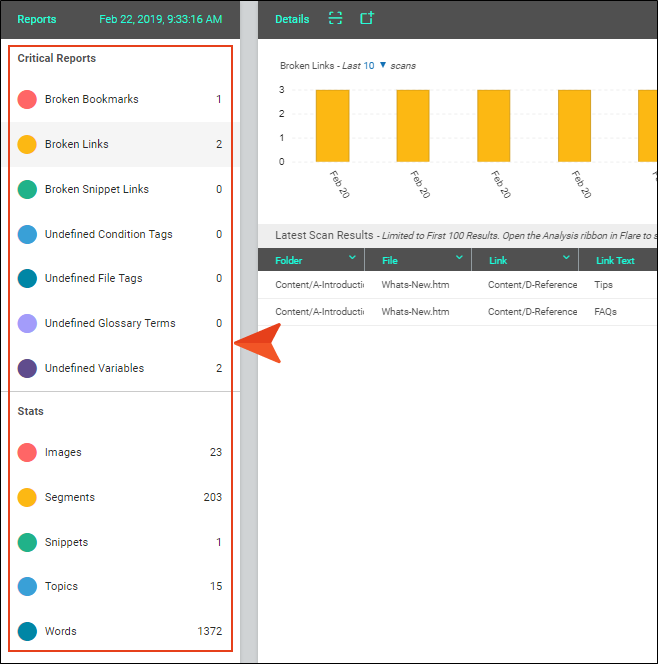 Reports Feb 22, 2019, 9:33:16 AM
Critical Reports
Broken Bookmarks 1
Broken Links 2
Broken Snippet Links 0
Undefined Condition Tags 0
Undefined File Tags 0
Undefined Glossary Terms 0
Undefined Variables 2
Stats
Images 23
Segments 203
Snippets 1
Topics 15
Words 1372
Details
Broken Links - Last 10 ▼ scans
3
2
1
0
Feb 20 Feb 20 Feb 20 Feb 20
Latest Scan Results - Limited to First 100 Results. Open the Analysis ribbon in Flare to s
Folder File Link Link Text
Content/A-Introducti Whats-New.htm Content/D-Reference Tips
Content/A-Introducti Whats-New.htm Content/D-Reference FAQs